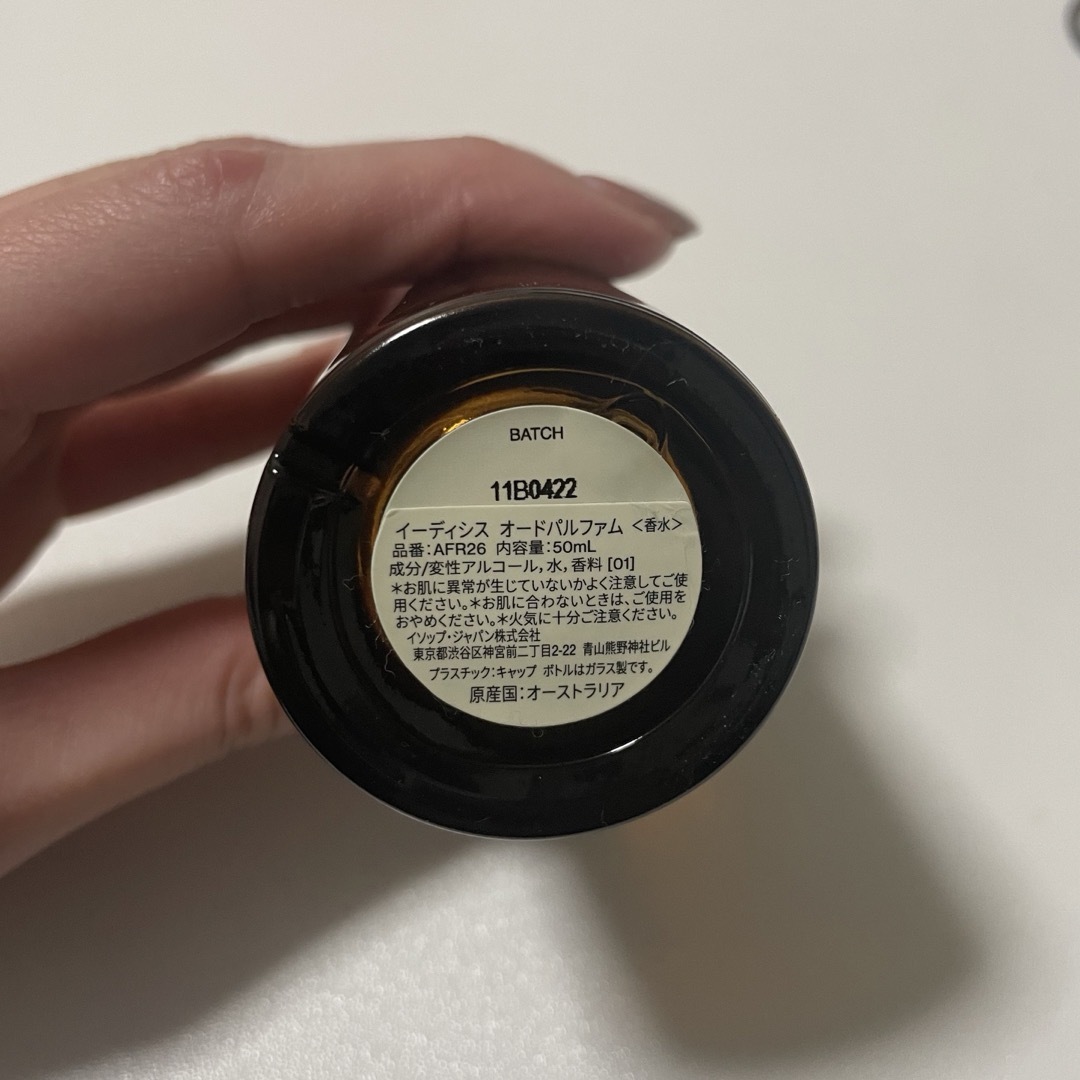 BATCH
11B0422
イーディシス オードパルファム <香水>
品番:AFR26 内容量:50mL
成分/変性アルコール,水,香料 [01]
*お肌に異常が生じていないかよく注意してご使
用ください。*お肌に合わないときは、ご使用を
おやめください。*火気に十分ご注意ください。
イソップ・ジャパン株式会社
東京都渋谷区神宮前二丁目2-22 青山熊野神社ビル
プラスチック:キャップ ボトルはガラス製です。
原産国:オーストラリア